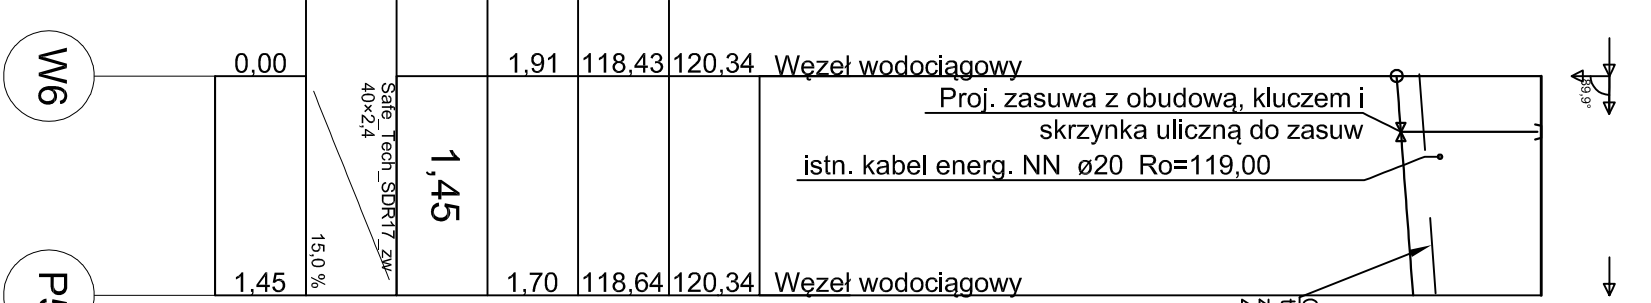 W6
0,00
1,91
118,43
120,34
Węzeł wodociągowy
Proj. zasuwa z obudową, kluczem i
skrzynka uliczną do zasuw
istn. kabel energ. NN ø20 Ro=119,00
89,9°
Safe_Tech_SDR17_zw
40×2,4
15,0 %
1,45
1,45
1,70
118,64
120,34
Węzeł wodociągowy